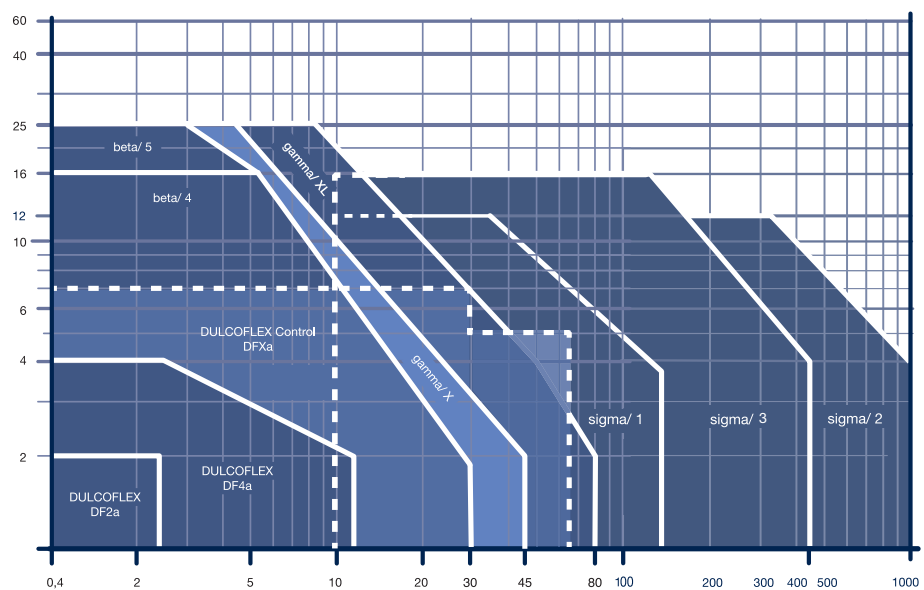 60
40
25
16
12
10
6
4
2
beta/ 5
beta/ 4
gamma/ XL
DULCOFLEX Control
DFXa
gamma/ X
sigma/ 1
sigma/ 3
sigma/ 2
DULCOFLEX
DF4a
DULCOFLEX
DF2a
0,4 2 5 10 20 30 45 80 100 200 300 400 500 1000